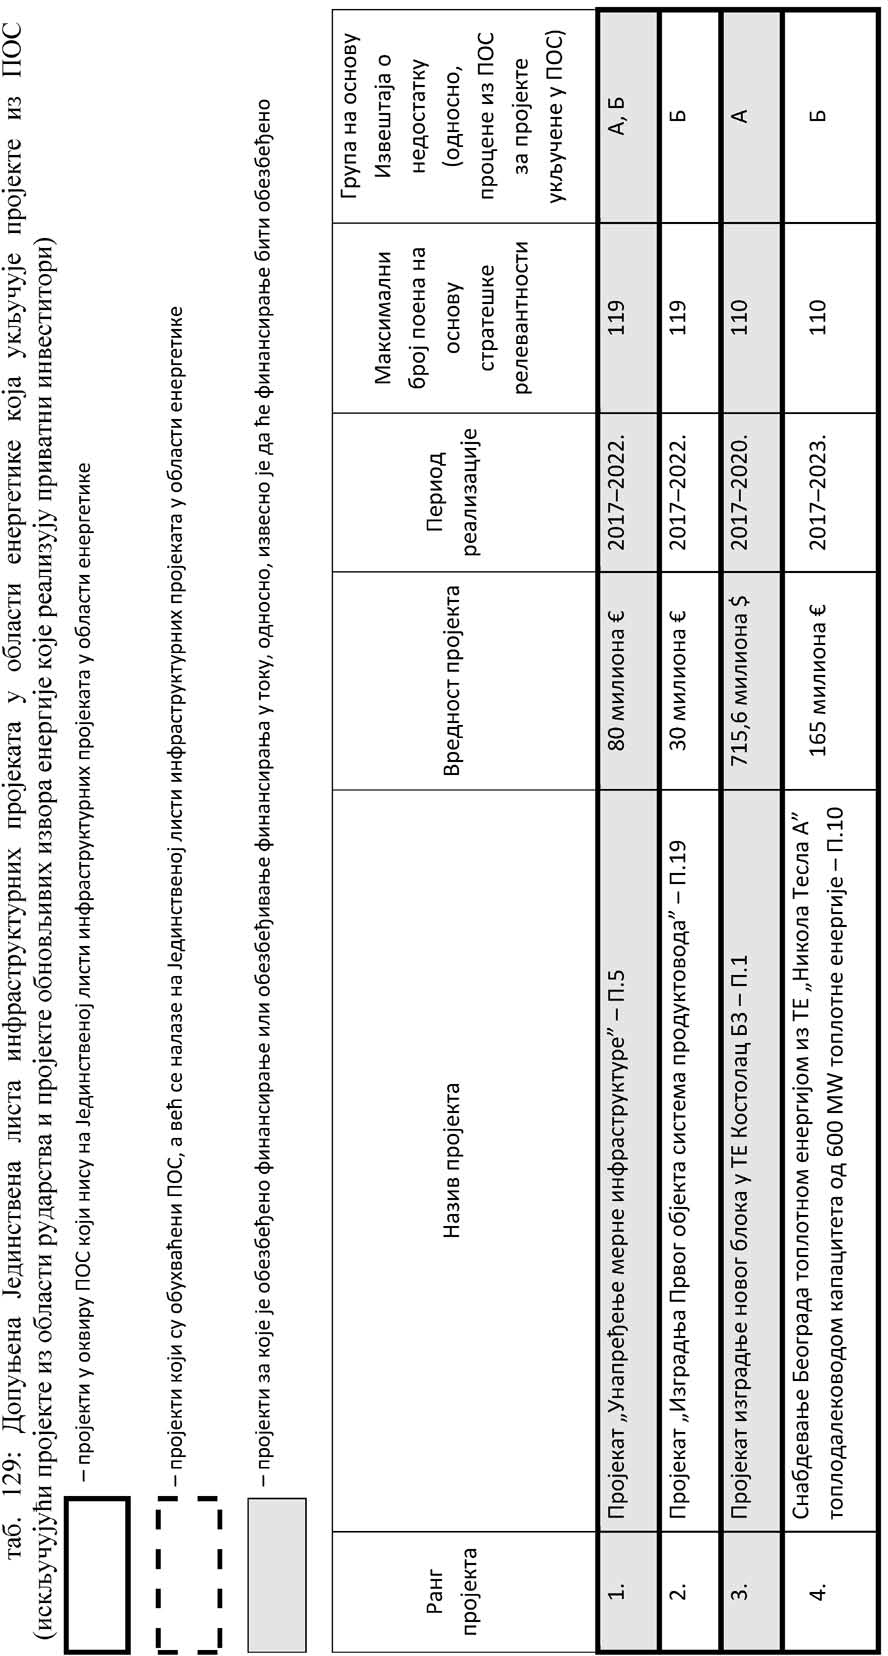 таб. 129: Допуњена Јединствена листа инфраструктурних пројеката у области енергетике која укључује пројекте из ПОС
(искључујући пројекте из области рударства и пројекте обновљивих извора енергије које реализују приватни инвеститори)
– пројекти у оквиру ПОС који нису на Јединственој листи инфраструктурних пројеката у области енергетике
– пројекти који су обухваћени ПОС, а већ се налазе на Јединственој листи инфраструктурних пројеката у области енергетике
– пројекти за које је обезбеђено финансирање или обезбеђивање финансирања у току, односно, извесно је да ће финансирање бити обезбеђено
Ранг
пројекта
Назив пројекта
Вредност пројекта
Период
реализације
Максимални
број поена на
основу
стратешке
релевантности
Група на основу
Извештаја о
недостатку
(односно,
процене из ПОС
за пројекте
укључене у ПОС)
1.
Пројекат „Унапређење мерне инфраструктуре” – П.5
80 милиона €
2017–2022.
119
А, Б
2.
Пројекат „Изградња Првог објекта система продуктовода” – П.19
30 милиона €
2017–2022.
119
Б
3.
Пројекат изградње новог блока у ТЕ Костолац Б3 – П.1
715,6 милиона $
2017–2020.
110
А
4.
Снабдевање Београда топлотном енергијом из ТЕ „Никола Тесла А”
топлодалеководом капацитета од 600 MW топлотне енергије – П.10
165 милиона €
2017–2023.
110
Б